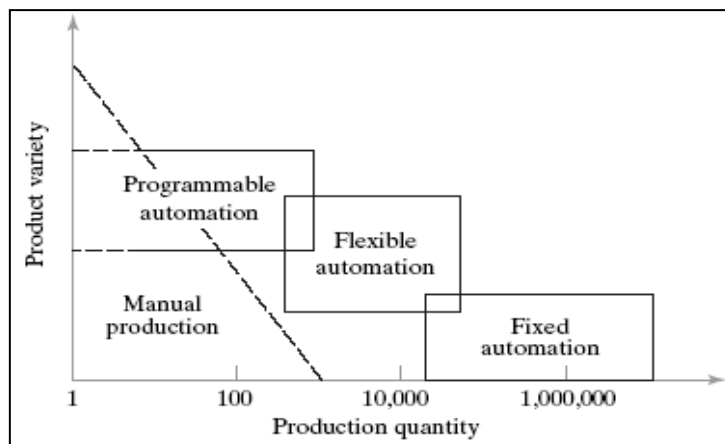 Product variety
Programmable
automation
Flexible
automation
Manual
production
Fixed
automation
1
100
10,000
1,000,000
Production quantity